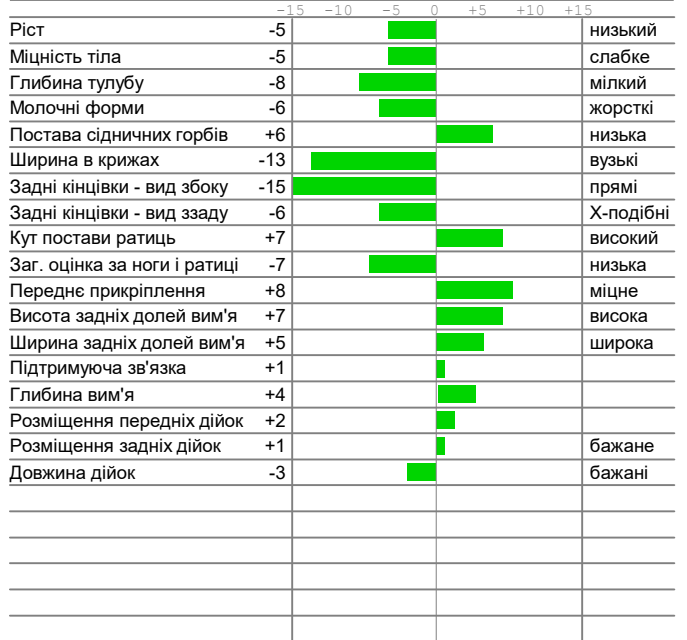 -15 -10 -5 0 +5 +10 +15
Ріст -5 низький
Міцність тіла -5 слабке
Глибина тулубу -8 мілкий
Молочні форми -6 жорсткі
Постава сідничних горбів +6 низька
Ширина в крижах -13 вузькі
Задні кінцівки - вид збоку -15 прямі
Задні кінцівки - вид ззаду -6 Х-подібні
Кут постави ратиць +7 високий
Заг. оцінка за ноги і ратиці -7 низька
Переднє прикріплення +8 міцне
Висота задніх долей вим'я +7 висока
Ширина задніх долей вим'я +5 широка
Підтримуюча зв'язка +1
Глибина вим'я +4
Розміщення передніх дійок +2
Розміщення задніх дійок +1 бажане
Довжина дійок -3 бажані